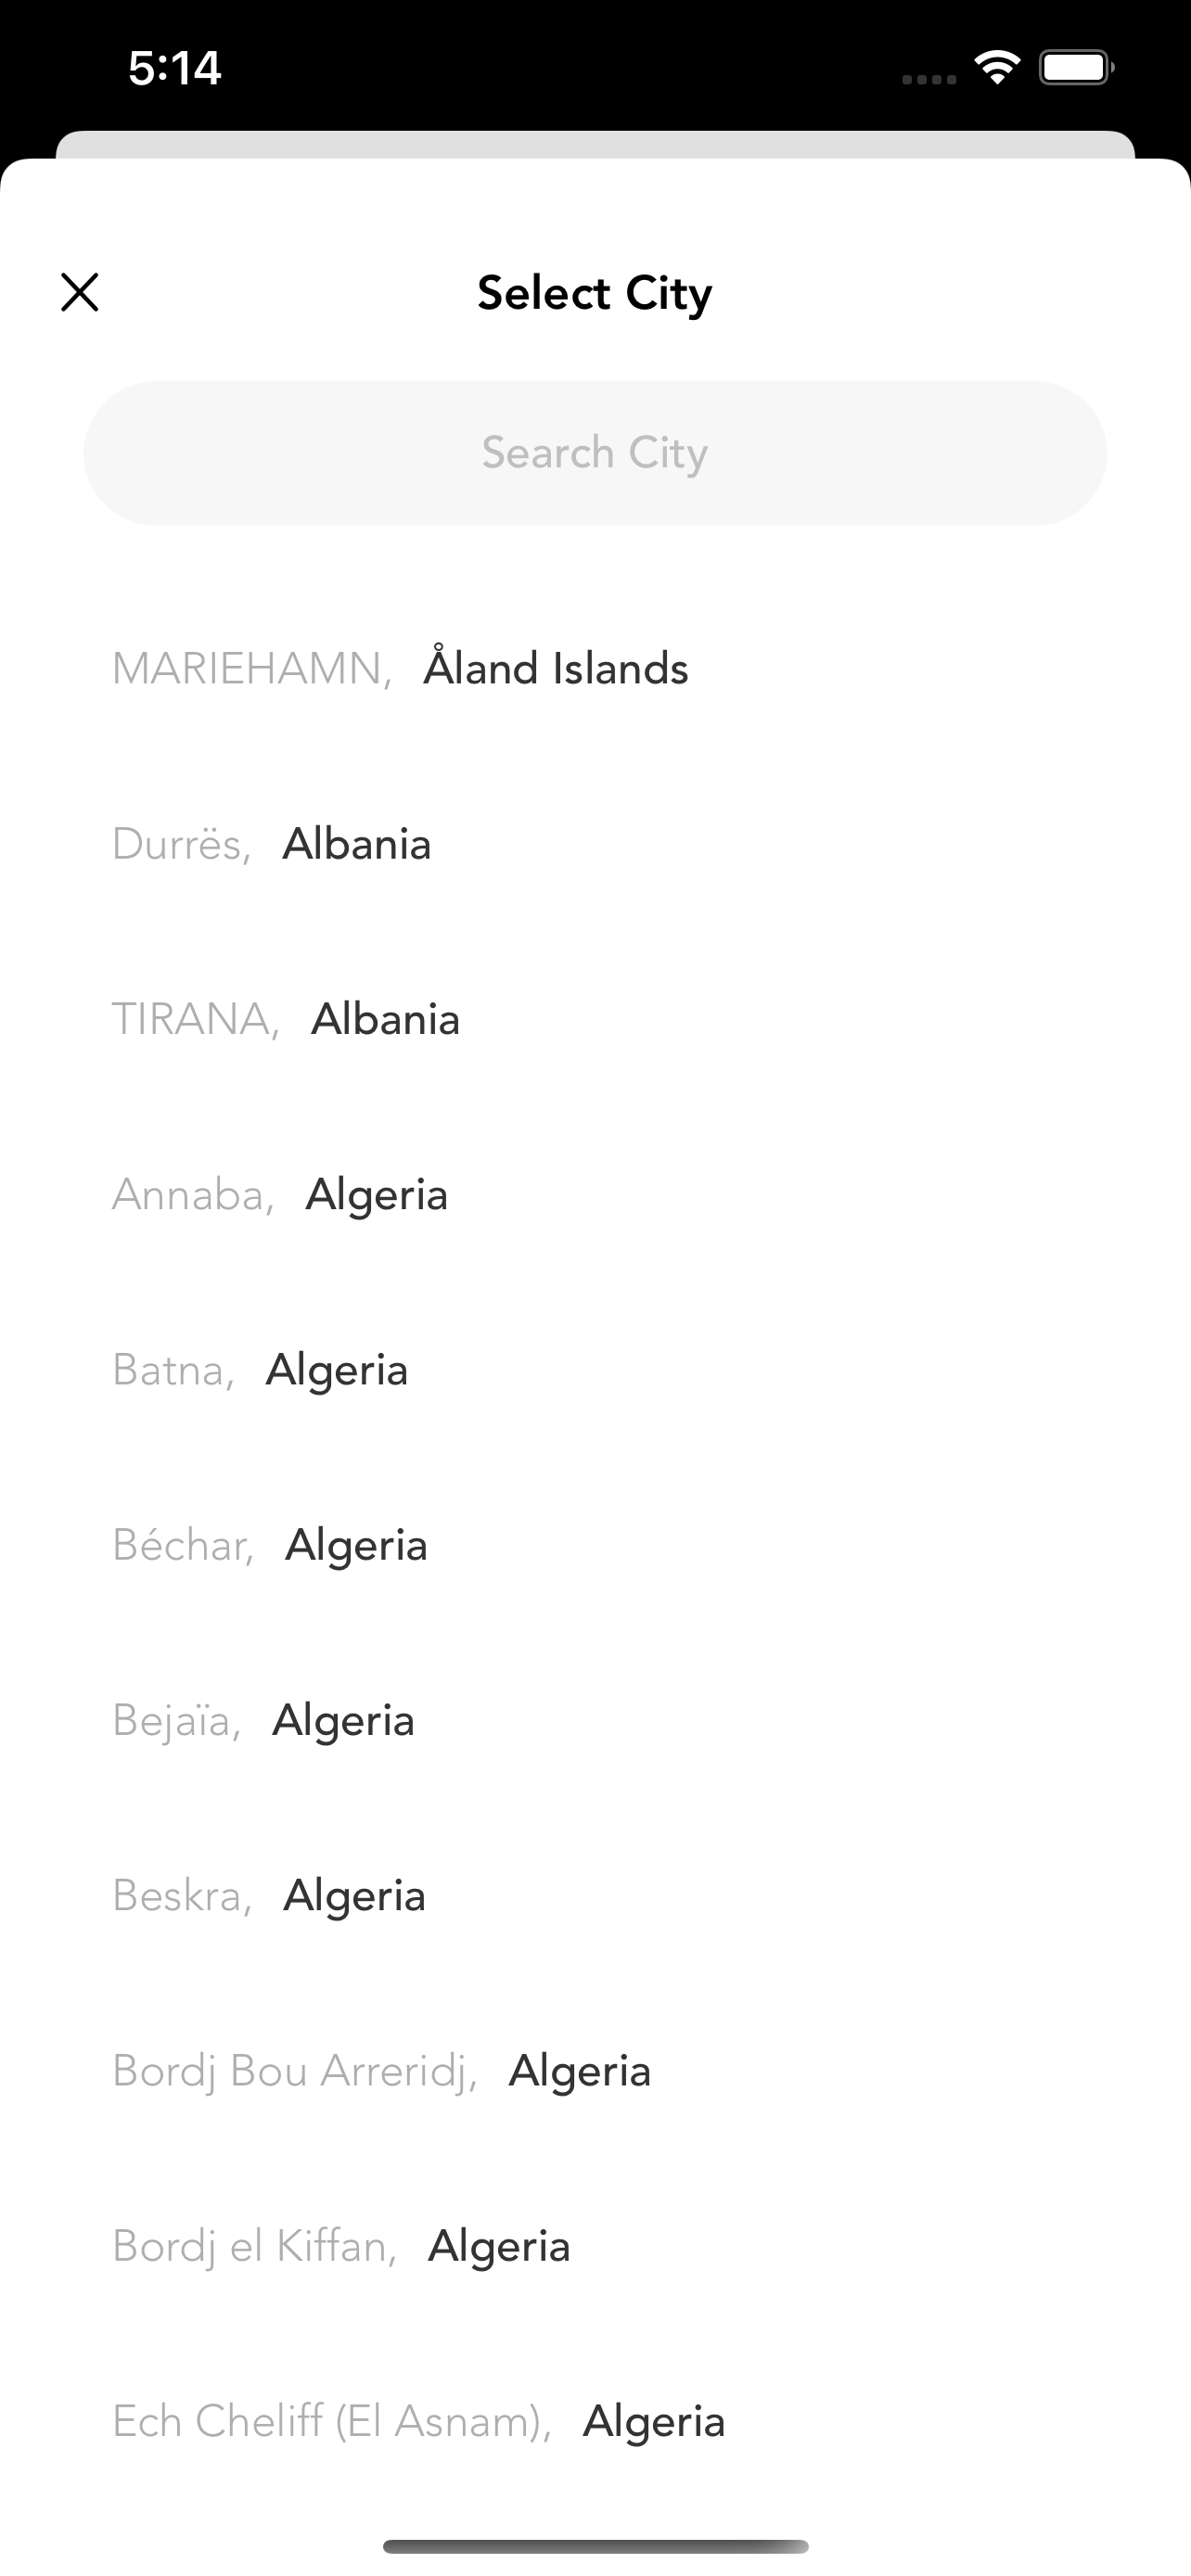 5:14
Select City
Search City
MARIEHAMN, Åland Islands
Durrës, Albania
TIRANA, Albania
Annaba, Algeria
Batna, Algeria
Béchar, Algeria
Bejaïa, Algeria
Beskra, Algeria
Bordj Bou Arreridj, Algeria
Bordj el Kiffan, Algeria
Ech Cheliff (El Asnam), Algeria